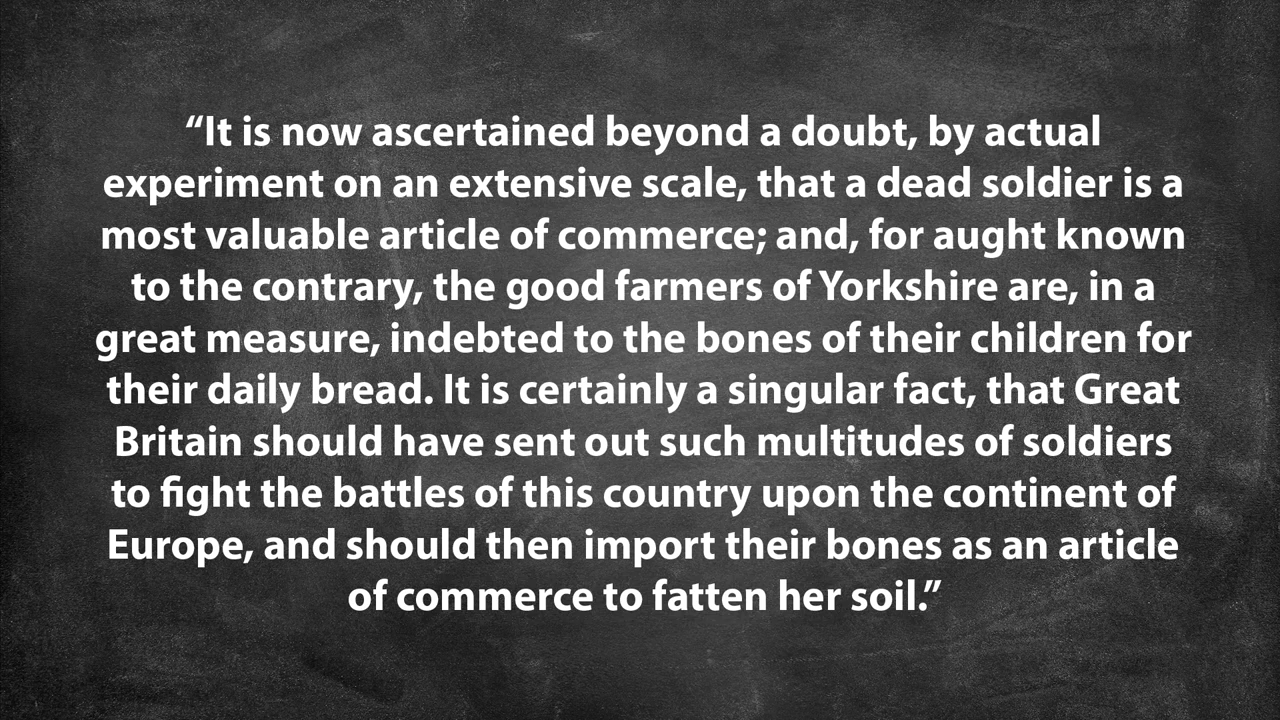 “It is now ascertained beyond a doubt, by actual
experiment on an extensive scale, that a dead soldier is a
most valuable article of commerce; and, for aught known
to the contrary, the good farmers of Yorkshire are, in a
great measure, indebted to the bones of their children for
their daily bread. It is certainly a singular fact, that Great
Britain should have sent out such multitudes of soldiers
to fight the battles of this country upon the continent of
Europe, and should then import their bones as an article
of commerce to fatten her soil.”